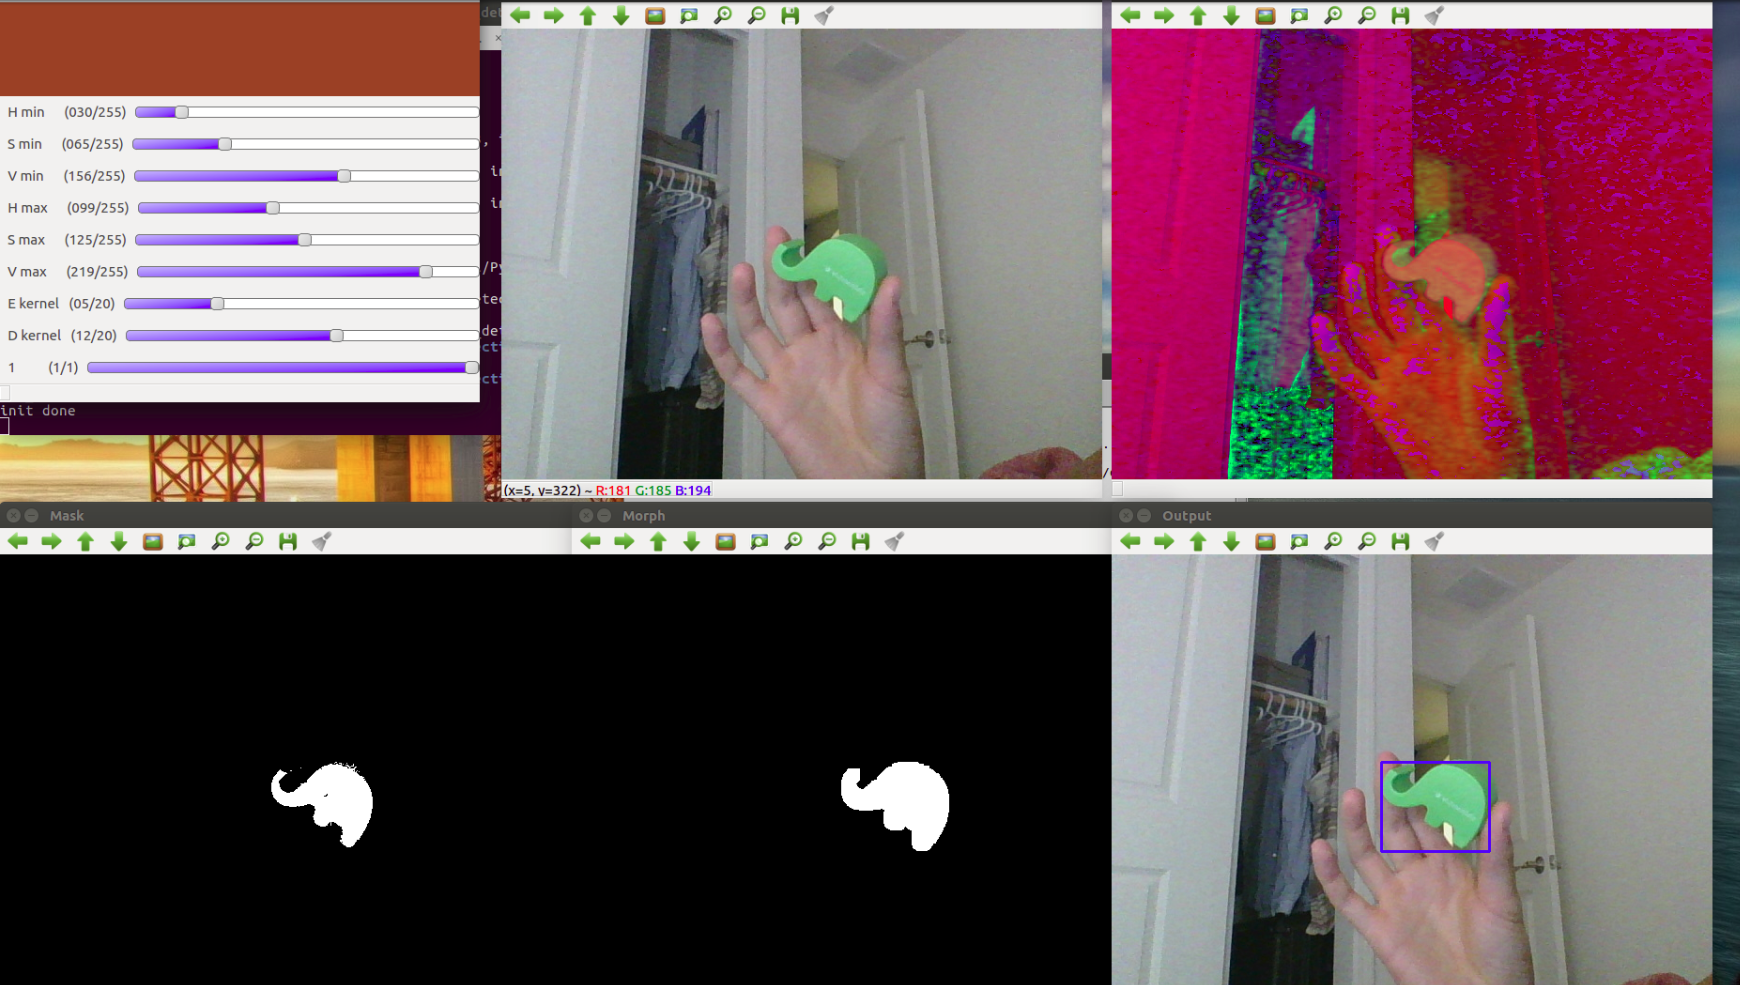 H min (030/255)
S min (065/255)
V min (156/255)
H max (099/255)
S max (125/255)
V max (219/255)
E kernel (05/20)
D kernel (12/20)
1 (1/1)
init done
(x=5, y=322) ~ R:181 G:185 B:194
Mask
Morph
Output